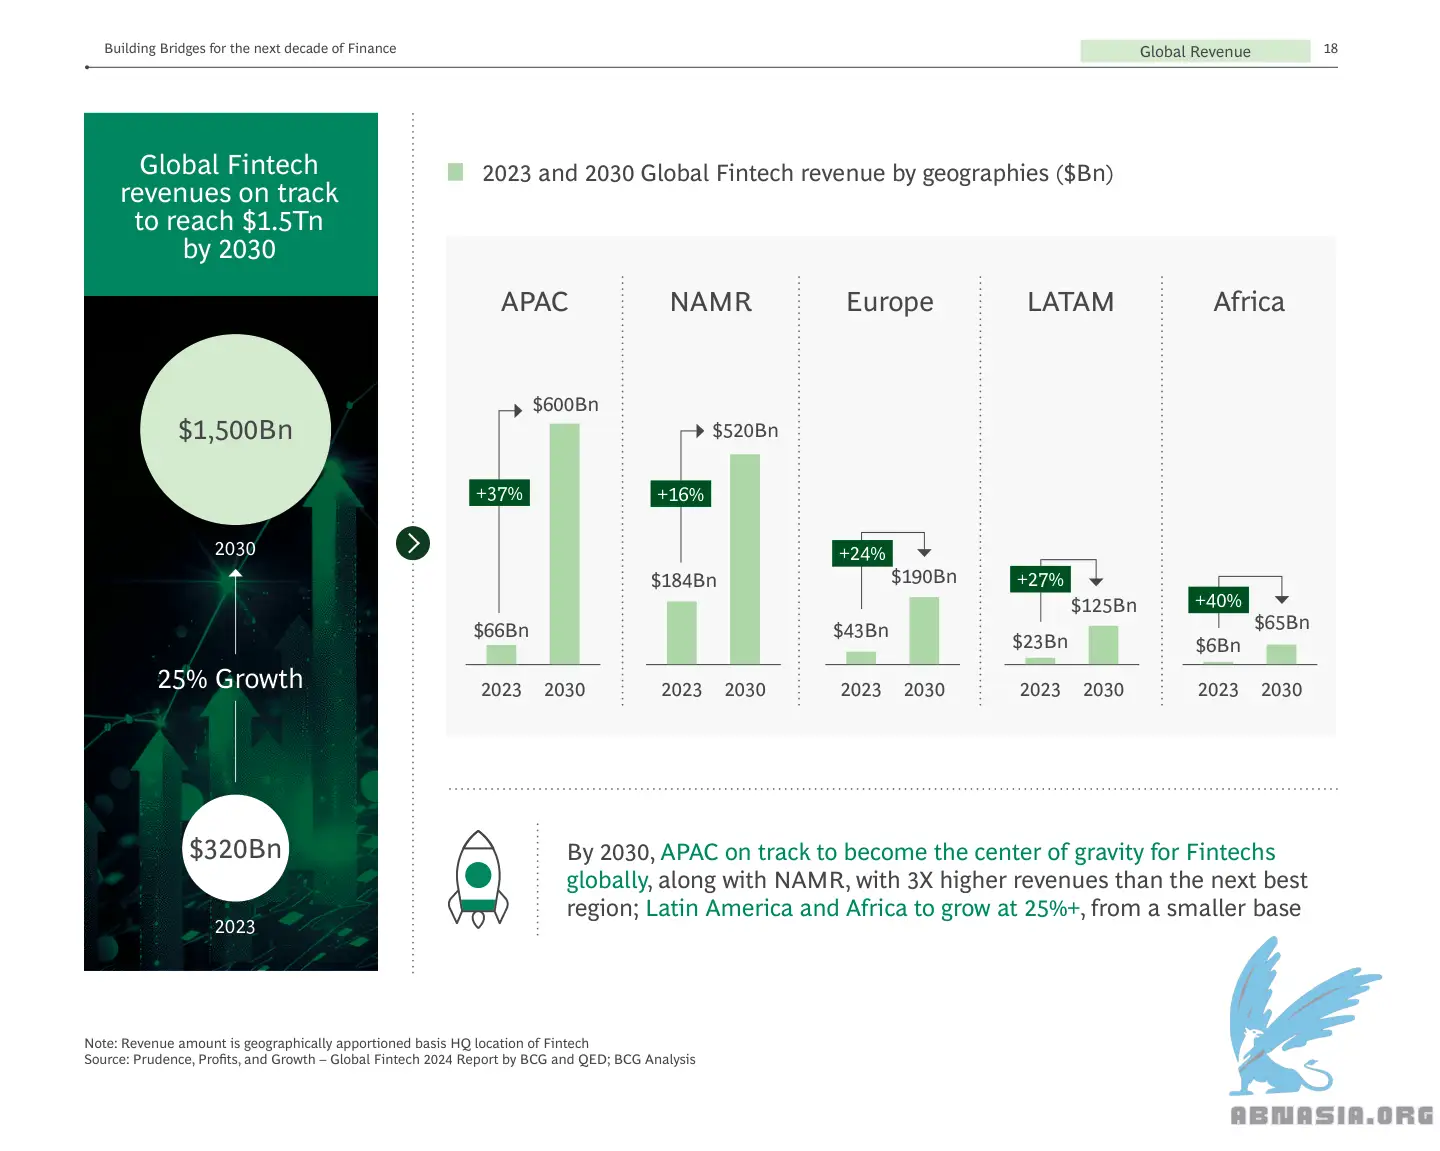 Building Bridges for the next decade of Finance
Global Revenue
18
Global Fintech
revenues on track
to reach $1.5Tn
by 2030
$1,500Bn
2030
25% Growth
$320Bn
2023
2023 and 2030 Global Fintech revenue by geographies ($Bn)
APAC
+37%
$66Bn
$600Bn
2023 2030
NAMR
+16%
$184Bn
$520Bn
2023 2030
Europe
+24%
$43Bn
$190Bn
2023 2030
LATAM
+27%
$23Bn
$125Bn
2023 2030
Africa
+40%
$6Bn
$65Bn
2023 2030
By 2030, APAC on track to become the center of gravity for Fintechs
globally, along with NAMR, with 3X higher revenues than the next best
region; Latin America and Africa to grow at 25%+, from a smaller base
Note: Revenue amount is geographically apportioned basis HQ location of Fintech
Source: Prudence, Profits, and Growth – Global Fintech 2024 Report by BCG and QED; BCG Analysis
ABNASIA.ORG